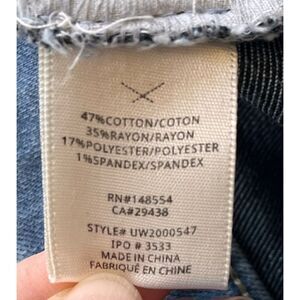 47%COTTON/COTON
35%RAYON/RAYON
17%POLYESTER/POLYESTER
1%SPANDEX/SPANDEX
RN#148554
CA#29438
STYLE# UW2000547
IPO # 3533
MADE IN CHINA
FABRIQUÉ EN CHINE